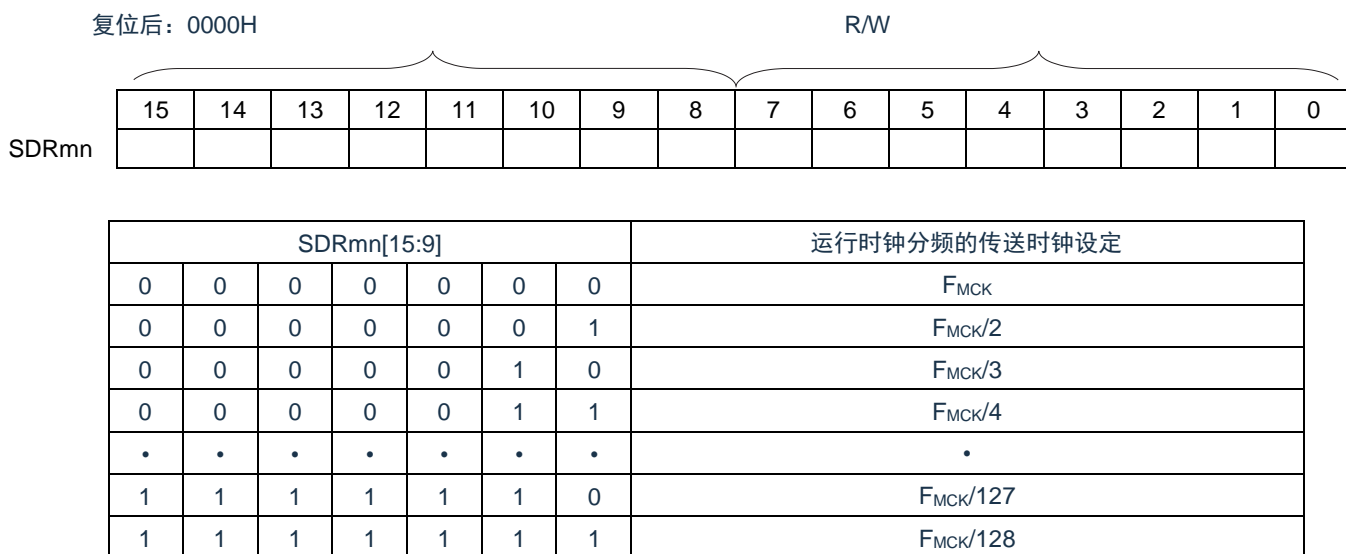 复位后：0000H R/W
15 14 13 12 11 10 9 8 7 6 5 4 3 2 1 0
SDRmn
SDRmn[15:9] 运行时钟分频的传送时钟设定
0 0 0 0 0 0 0 FMCK
0 0 0 0 0 0 1 FMCK/2
0 0 0 0 0 1 0 FMCK/3
0 0 0 0 0 1 1 FMCK/4
• • • • • • • •
1 1 1 1 1 1 0 FMCK/127
1 1 1 1 1 1 1 FMCK/128